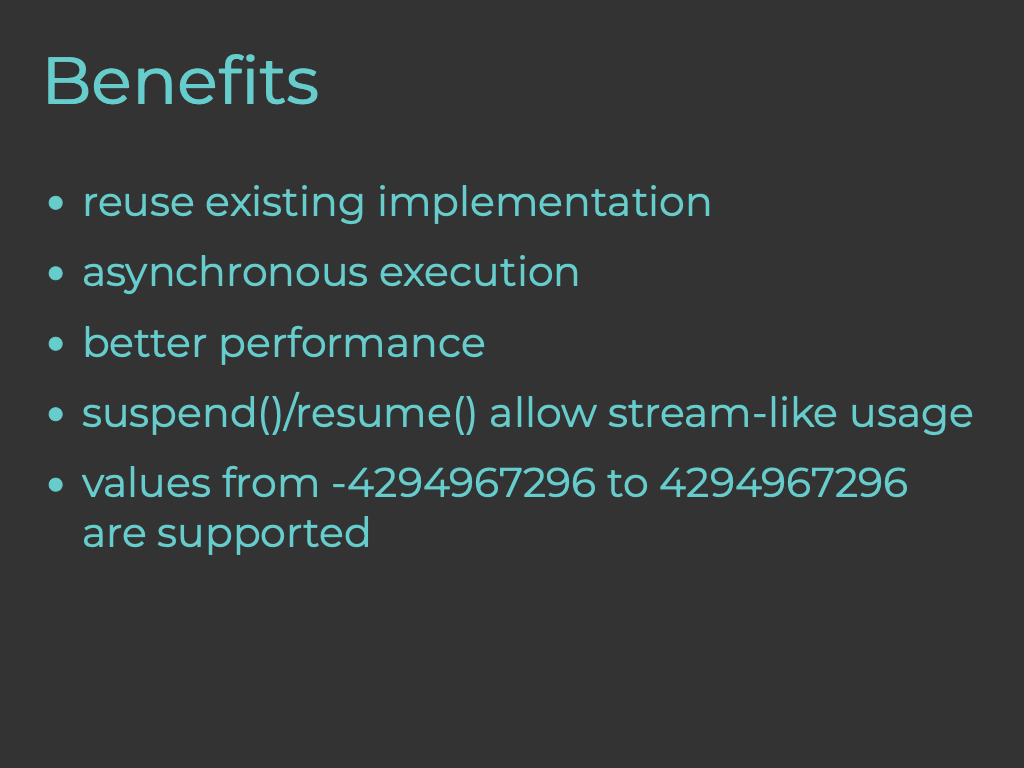 Benefits
• reuse existing implementation
• asynchronous execution
• better performance
• suspend()/resume() allow stream-like usage
• values from -4294967296 to 4294967296
are supported